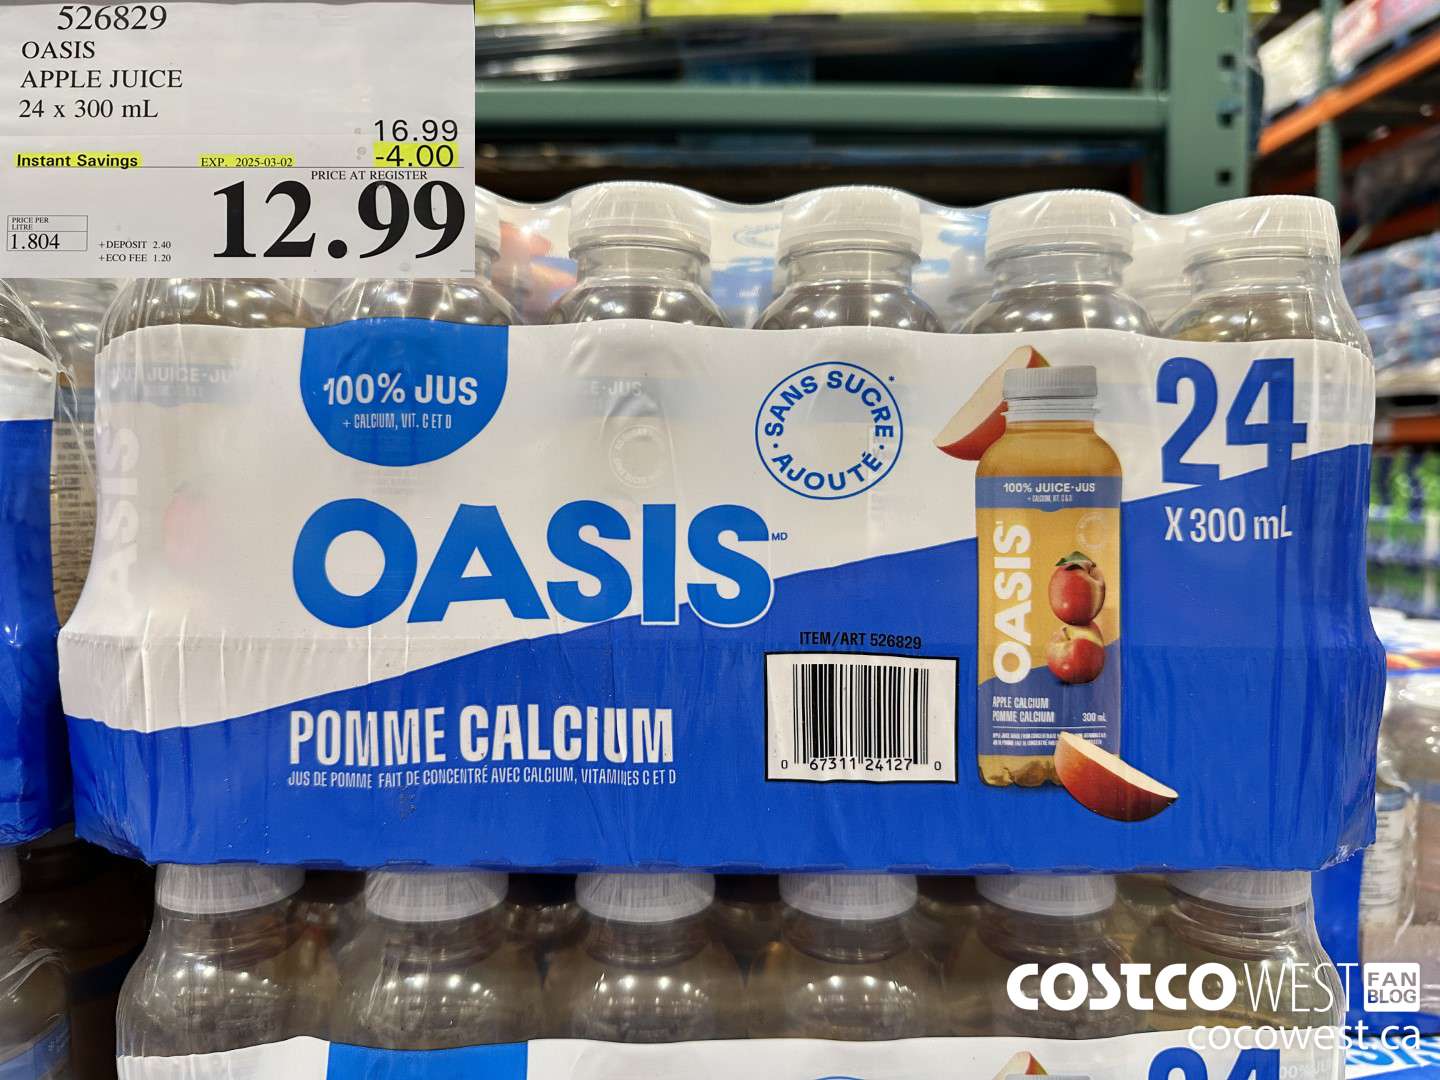 526829
OASIS
APPLE JUICE
24 x 300 mL
16.99
Instant Savings EXP. 2025-03-02 -4.00
PRICE AT REGISTER
12.99
PRICE PER
LITRE
1.804
+DEPOSIT 2.40
+ECO FEE 1.20
100% JUS
+ CALCIUM, VIT. C ET D
SANS SUCRE*
· AJOUTÉ ·
24
X 300 mL
OASIS MD
100% JUICE-JUS
+ CALCIUM, VIT. C & D
OASIS
APPLE CALCIUM
POMME CALCIUM 300 mL
ITEM/ART 526829
0 67311 24127 0
POMME CALCIUM
JUS DE POMME FAIT DE CONCENTRÉ AVEC CALCIUM, VITAMINES C ET D
COSTCO WEST FAN BLOG
cocowest.ca
24